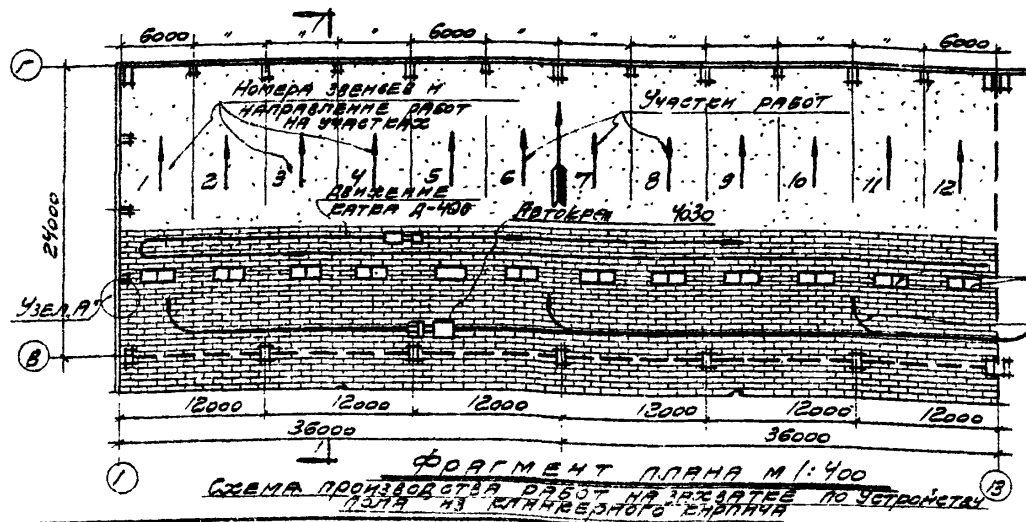 6000 " " " 6000 " " " " " 6000
Г
Номера звеньев и
направление работ
на участках
Участки работ
1 2 3 4 5 6 7 8 9 10 11 12
Движение
катка Д-400
Автокран 4030
24000
Узел А
В
12000 12000 12000 12000 12000 12000
36000 36000
1 13
Фрагмент плана М 1:400
Схема производства работ на захватке по устройству
пола из клинкерного кирпича